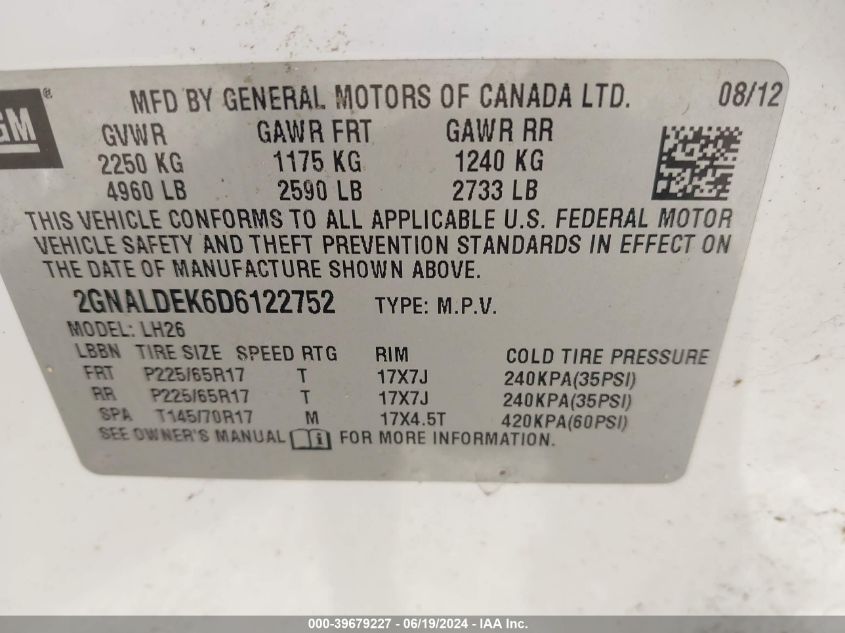 GM ®
MFD BY GENERAL MOTORS OF CANADA LTD. 08/12
GVWR GAWR FRT GAWR RR
2250 KG 1175 KG 1240 KG
4960 LB 2590 LB 2733 LB
THIS VEHICLE CONFORMS TO ALL APPLICABLE U.S. FEDERAL MOTOR
VEHICLE SAFETY AND THEFT PREVENTION STANDARDS IN EFFECT ON
THE DATE OF MANUFACTURE SHOWN ABOVE.
2GNALDEK6D6122752 TYPE: M.P.V.
MODEL: LH26
LBBN TIRE SIZE SPEED RTG RIM COLD TIRE PRESSURE
FRT P225/65R17 T 17X7J 240KPA(35PSI)
RR P225/65R17 T 17X7J 240KPA(35PSI)
SPA T145/70R17 M 17X4.5T 420KPA(60PSI)
SEE OWNER'S MANUAL i FOR MORE INFORMATION.
000-39679227 - 06/19/2024 - IAA Inc.